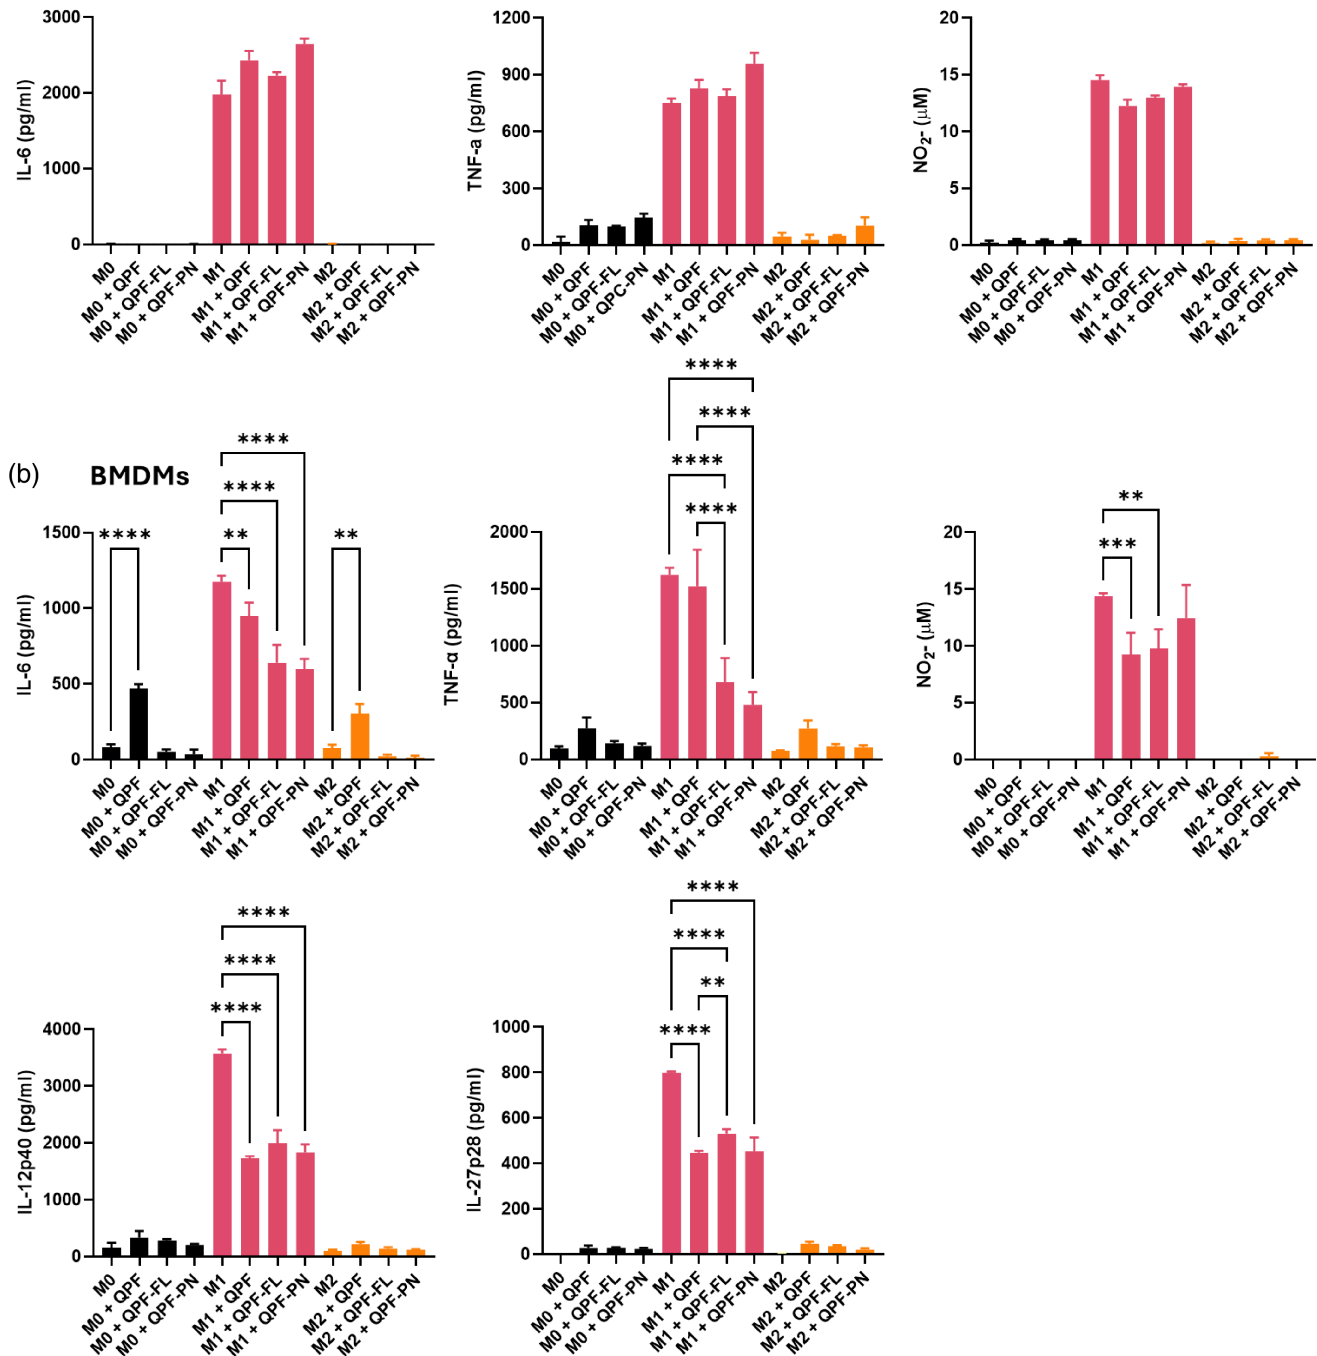 IL-6 (pg/ml)
3000
2000
1000
0
M0
M0 + QPF
M0 + QPF-FL
M0 + QPF-PN
M1
M1 + QPF
M1 + QPF-FL
M1 + QPF-PN
M2
M2 + QPF
M2 + QPF-FL
M2 + QPF-PN
TNF-a (pg/ml)
1200
900
600
300
0
M0
M0 + QPF
M0 + QPF-FL
M0 + QPC-PN
M1
M1 + QPF
M1 + QPF-FL
M1 + QPF-PN
M2
M2 + QPF
M2 + QPF-FL
M2 + QPF-PN
NO2- (μM)
20
15
10
5
0
M0
M0 + QPF
M0 + QPF-FL
M0 + QPF-PN
M1
M1 + QPF
M1 + QPF-FL
M1 + QPF-PN
M2
M2 + QPF
M2 + QPF-FL
M2 + QPF-PN
(b) BMDMs
IL-6 (pg/ml)
1500
1000
500
0
****
****
****
**
**
M0
M0 + QPF
M0 + QPF-FL
M0 + QPF-PN
M1
M1 + QPF
M1 + QPF-FL
M1 + QPF-PN
M2
M2 + QPF
M2 + QPF-FL
M2 + QPF-PN
TNF-α (pg/ml)
2000
1500
1000
500
0
****
****
****
****
M0
M0 + QPF
M0 + QPF-FL
M0 + QPF-PN
M1
M1 + QPF
M1 + QPF-FL
M1 + QPF-PN
M2
M2 + QPF
M2 + QPF-FL
M2 + QPF-PN
NO2- (μM)
20
15
10
5
0
**
***
M0
M0 + QPF
M0 + QPF-FL
M0 + QPF-PN
M1
M1 + QPF
M1 + QPF-FL
M1 + QPF-PN
M2
M2 + QPF
M2 + QPF-FL
M2 + QPF-PN
IL-12p40 (pg/ml)
4000
3000
2000
1000
0
****
****
****
M0
M0 + QPF
M0 + QPF-FL
M0 + QPF-PN
M1
M1 + QPF
M1 + QPF-FL
M1 + QPF-PN
M2
M2 + QPF
M2 + QPF-FL
M2 + QPF-PN
IL-27p28 (pg/ml)
1000
800
600
400
200
0
****
****
**
****
M0
M0 + QPF
M0 + QPF-FL
M0 + QPF-PN
M1
M1 + QPF
M1 + QPF-FL
M1 + QPF-PN
M2
M2 + QPF
M2 + QPF-FL
M2 + QPF-PN